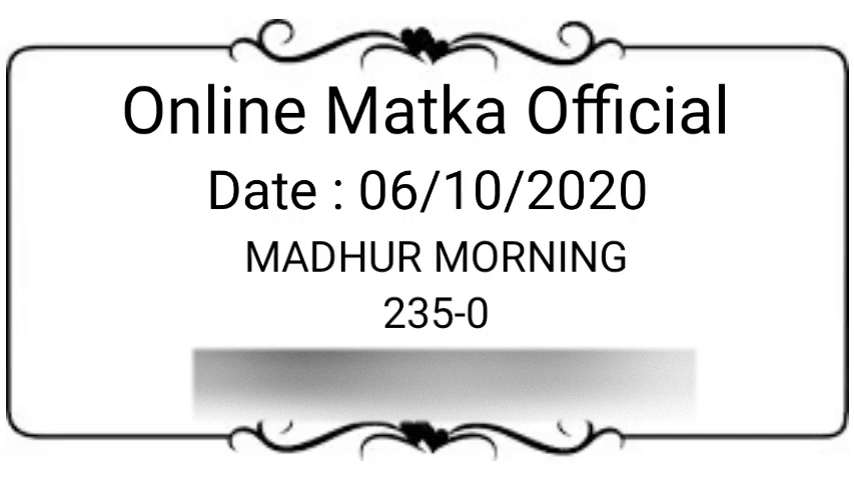 Online Matka Official
Date : 06/10/2020
MADHUR MORNING
235-0